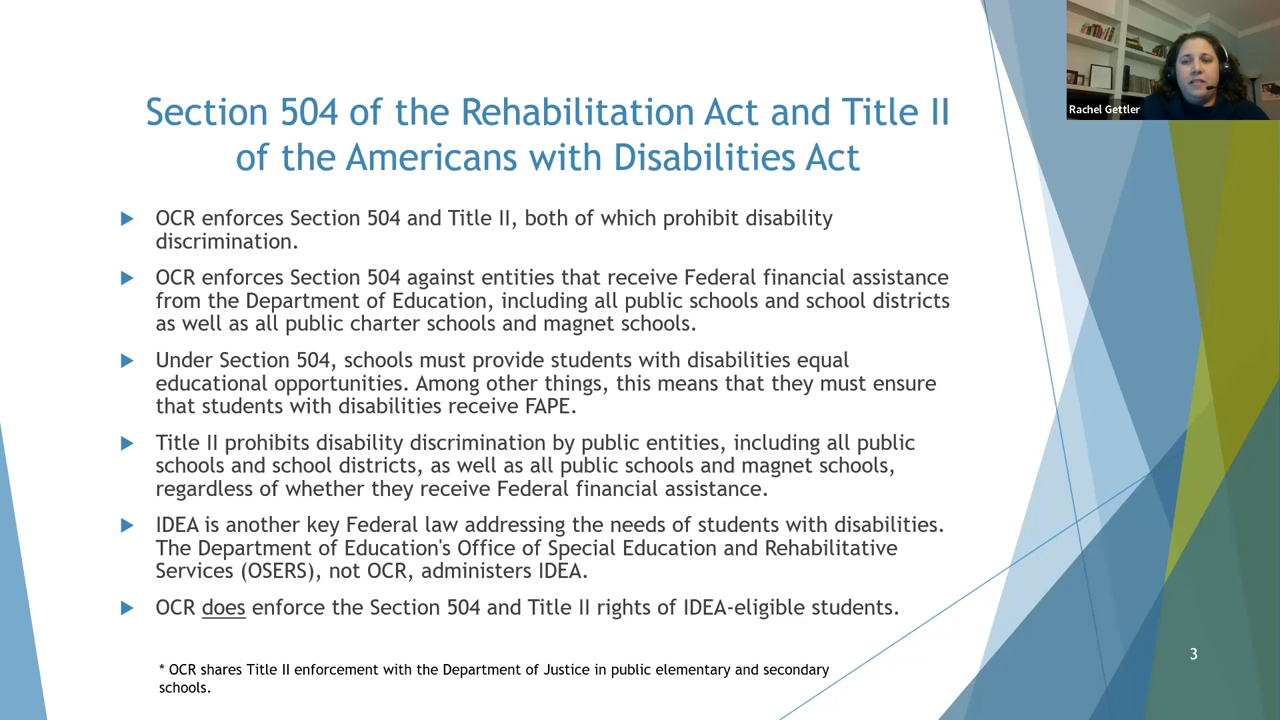 Rachel Gettler
Section 504 of the Rehabilitation Act and Title II
of the Americans with Disabilities Act
OCR enforces Section 504 and Title II, both of which prohibit disability
discrimination.
OCR enforces Section 504 against entities that receive Federal financial assistance
from the Department of Education, including all public schools and school districts
as well as all public charter schools and magnet schools.
Under Section 504, schools must provide students with disabilities equal
educational opportunities. Among other things, this means that they must ensure
that students with disabilities receive FAPE.
Title II prohibits disability discrimination by public entities, including all public
schools and school districts, as well as all public schools and magnet schools,
regardless of whether they receive Federal financial assistance.
IDEA is another key Federal law addressing the needs of students with disabilities.
The Department of Education's Office of Special Education and Rehabilitative
Services (OSERS), not OCR, administers IDEA.
OCR does enforce the Section 504 and Title II rights of IDEA-eligible students.
* OCR shares Title II enforcement with the Department of Justice in public elementary and secondary
schools.
3